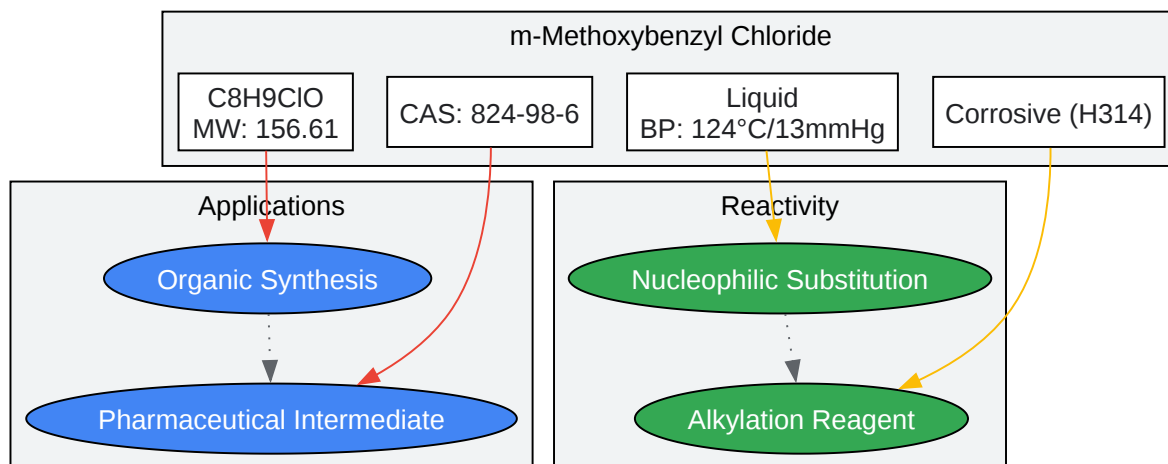 m-Methoxybenzyl Chloride
C8H9ClO
MW: 156.61
CAS: 824-98-6
Liquid
BP: 124°C/13mmHg
Corrosive (H314)
Applications
Reactivity
Organic Synthesis
Nucleophilic Substitution
Pharmaceutical Intermediate
Alkylation Reagent